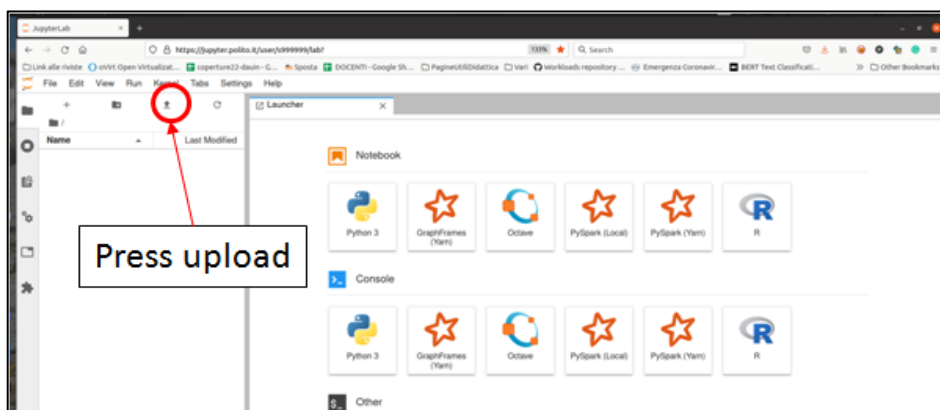 JupyterLab
https://jupyter.polito.it/user/s999999/lab? 133% Search
Link alle riviste oVirt Open Virtualizat... coperture22-dauin-G... Sposta DOCENTI - Google Sh... PagineUtiliDidattica Vari Workloads repository ... Emergenza Coronavir... BERT Text Classificati... Other Bookmarks
File Edit View Run Kernel Tabs Settings Help
Launcher
/
Name Last Modified
Notebook
Python 3 GraphFrames (Yarn) Octave PySpark (Local) PySpark (Yarn) R
Press upload
Console
Python 3 GraphFrames (Yarn) Octave PySpark (Local) PySpark (Yarn) R
$_ Other